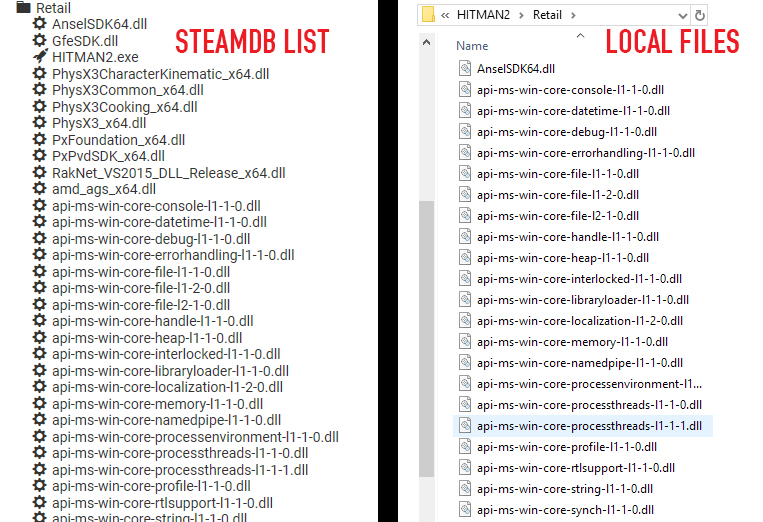 Retail
AnselSDK64.dll
GfeSDK.dll
HITMAN2.exe
PhysX3CharacterKinematic_x64.dll
PhysX3Common_x64.dll
PhysX3Cooking_x64.dll
PhysX3_x64.dll
PxFoundation_x64.dll
PxPvdSDK_x64.dll
RakNet_VS2015_DLL_Release_x64.dll
amd_ags_x64.dll
api-ms-win-core-console-l1-1-0.dll
api-ms-win-core-datetime-l1-1-0.dll
api-ms-win-core-debug-l1-1-0.dll
api-ms-win-core-errorhandling-l1-1-0.dll
api-ms-win-core-file-l1-1-0.dll
api-ms-win-core-file-l1-2-0.dll
api-ms-win-core-file-l2-1-0.dll
api-ms-win-core-handle-l1-1-0.dll
api-ms-win-core-heap-l1-1-0.dll
api-ms-win-core-interlocked-l1-1-0.dll
api-ms-win-core-libraryloader-l1-1-0.dll
api-ms-win-core-localization-l1-2-0.dll
api-ms-win-core-memory-l1-1-0.dll
api-ms-win-core-namedpipe-l1-1-0.dll
api-ms-win-core-processenvironment-l1-1-0.dll
api-ms-win-core-processthreads-l1-1-0.dll
api-ms-win-core-processthreads-l1-1-1.dll
api-ms-win-core-profile-l1-1-0.dll
api-ms-win-core-rtlsupport-l1-1-0.dll
api-ms-win-core-string-l1-1-0.dll
STEAMDB LIST
« HITMAN2 > Retail >
LOCAL FILES
Name
AnselSDK64.dll
api-ms-win-core-console-l1-1-0.dll
api-ms-win-core-datetime-l1-1-0.dll
api-ms-win-core-debug-l1-1-0.dll
api-ms-win-core-errorhandling-l1-1-0.dll
api-ms-win-core-file-l1-1-0.dll
api-ms-win-core-file-l1-2-0.dll
api-ms-win-core-file-l2-1-0.dll
api-ms-win-core-handle-l1-1-0.dll
api-ms-win-core-heap-l1-1-0.dll
api-ms-win-core-interlocked-l1-1-0.dll
api-ms-win-core-libraryloader-l1-1-0.dll
api-ms-win-core-localization-l1-2-0.dll
api-ms-win-core-memory-l1-1-0.dll
api-ms-win-core-namedpipe-l1-1-0.dll
api-ms-win-core-processenvironment-l1...
api-ms-win-core-processthreads-l1-1-0.dll
api-ms-win-core-processthreads-l1-1-1.dll
api-ms-win-core-profile-l1-1-0.dll
api-ms-win-core-rtlsupport-l1-1-0.dll
api-ms-win-core-string-l1-1-0.dll
api-ms-win-core-synch-l1-1-0.dll